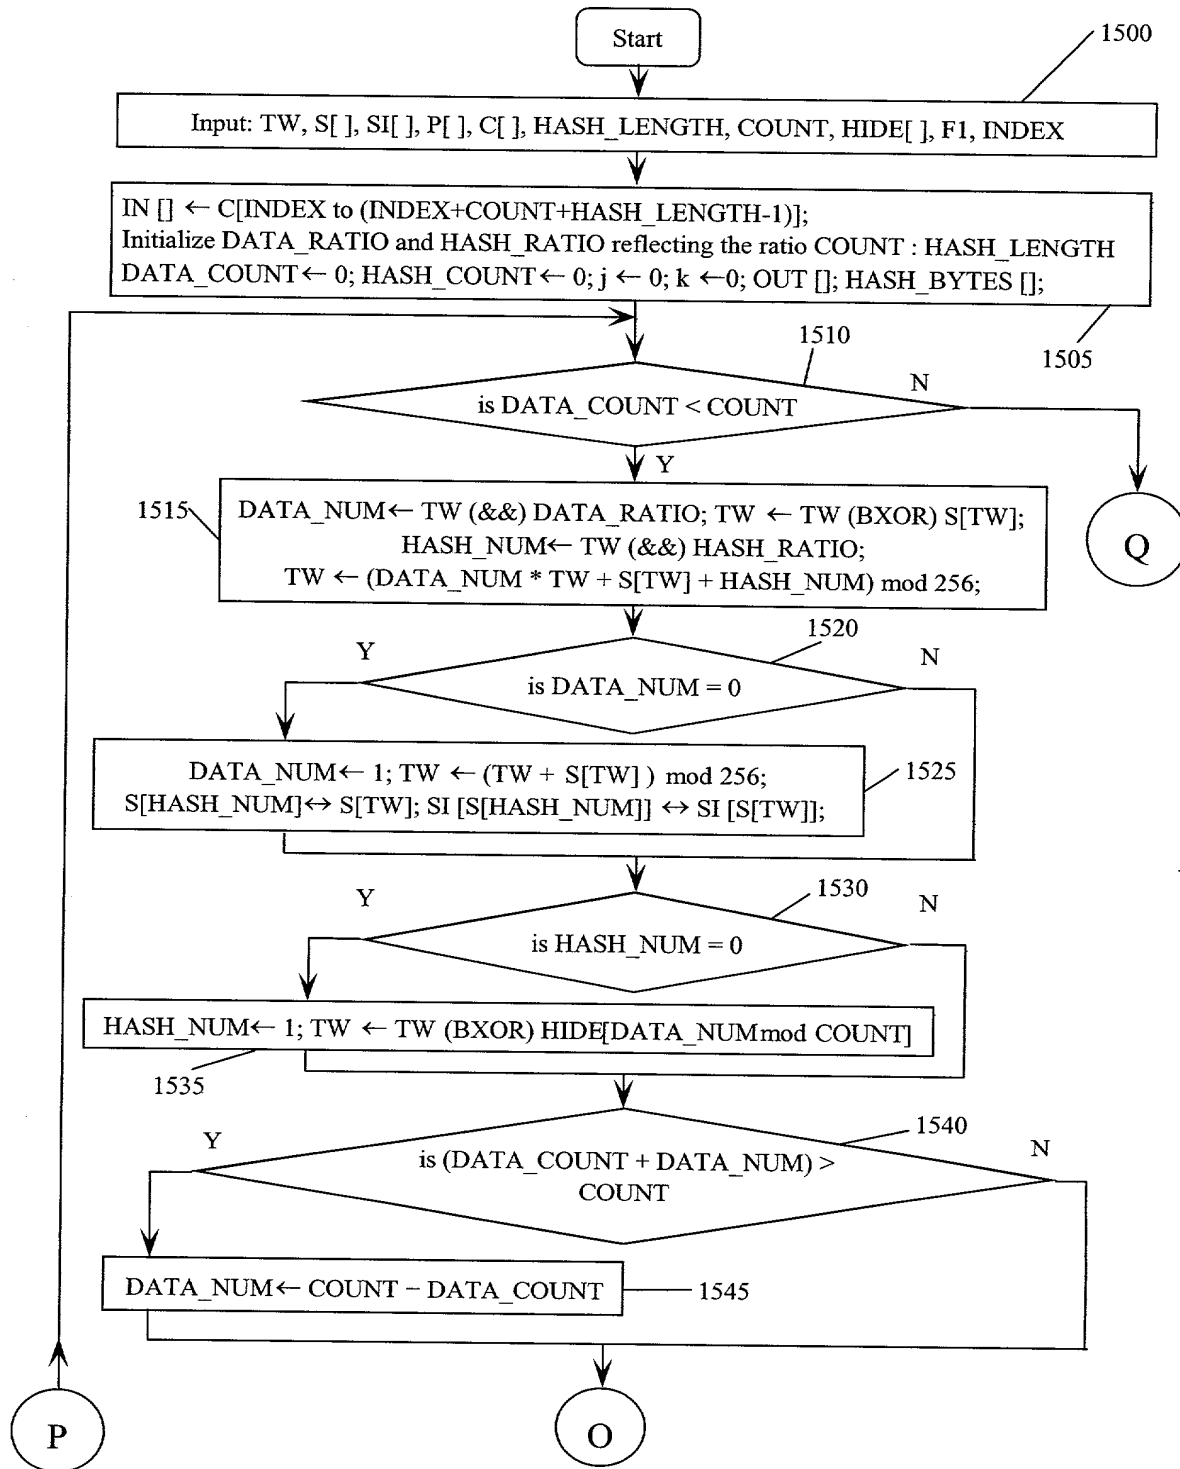 Start
1500
Input: TW, S[ ], SI[ ], P[ ], C[ ], HASH_LENGTH, COUNT, HIDE[ ], F1, INDEX
IN [] ← C[INDEX to (INDEX+COUNT+HASH_LENGTH-1)];
Initialize DATA_RATIO and HASH_RATIO reflecting the ratio COUNT : HASH_LENGTH
DATA_COUNT← 0; HASH_COUNT← 0; j ← 0; k ←0; OUT []; HASH_BYTES [];
1505
1510
N
is DATA_COUNT < COUNT
Y
Q
1515
DATA_NUM← TW (&&) DATA_RATIO; TW ← TW (BXOR) S[TW];
HASH_NUM← TW (&&) HASH_RATIO;
TW ← (DATA_NUM * TW + S[TW] + HASH_NUM) mod 256;
1520
Y
N
is DATA_NUM = 0
DATA_NUM← 1; TW ← (TW + S[TW] ) mod 256;
S[HASH_NUM]↔ S[TW]; SI [S[HASH_NUM]] ↔ SI [S[TW]];
1525
1530
Y
N
is HASH_NUM = 0
HASH_NUM← 1; TW ← TW (BXOR) HIDE[DATA_NUM mod COUNT]
1535
1540
Y
N
is (DATA_COUNT + DATA_NUM) >
COUNT
DATA_NUM← COUNT − DATA_COUNT
1545
P
O